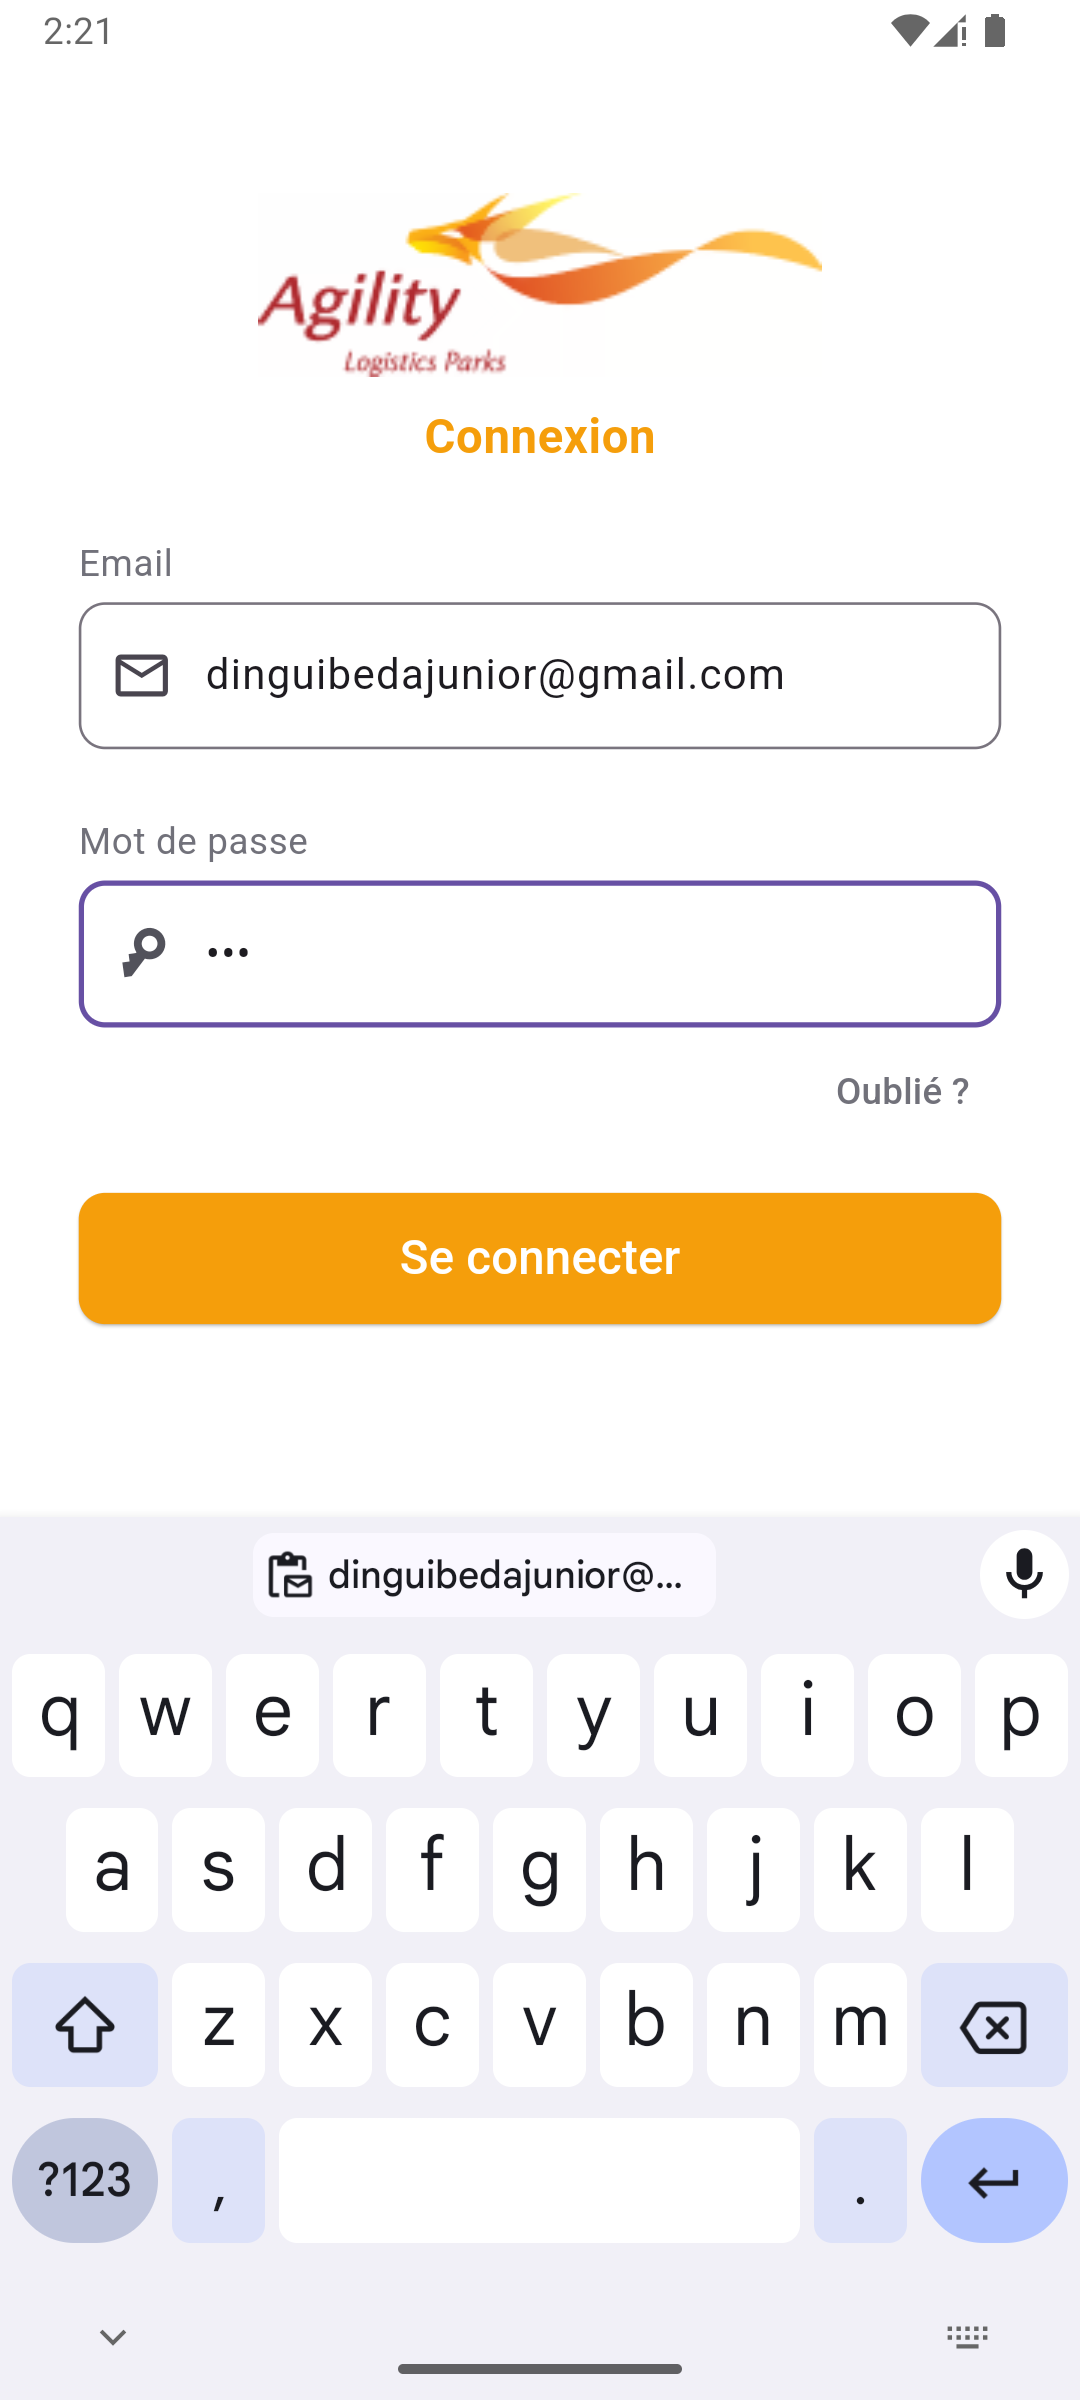 2:21
Agility
Logistics Parks
Connexion
Email
dinguibedajunior@gmail.com
Mot de passe
•••
Oublié ?
Se connecter
dinguibedajunior@...
q w e r t y u i o p
a s d f g h j k l
z x c v b n m
?123 , .